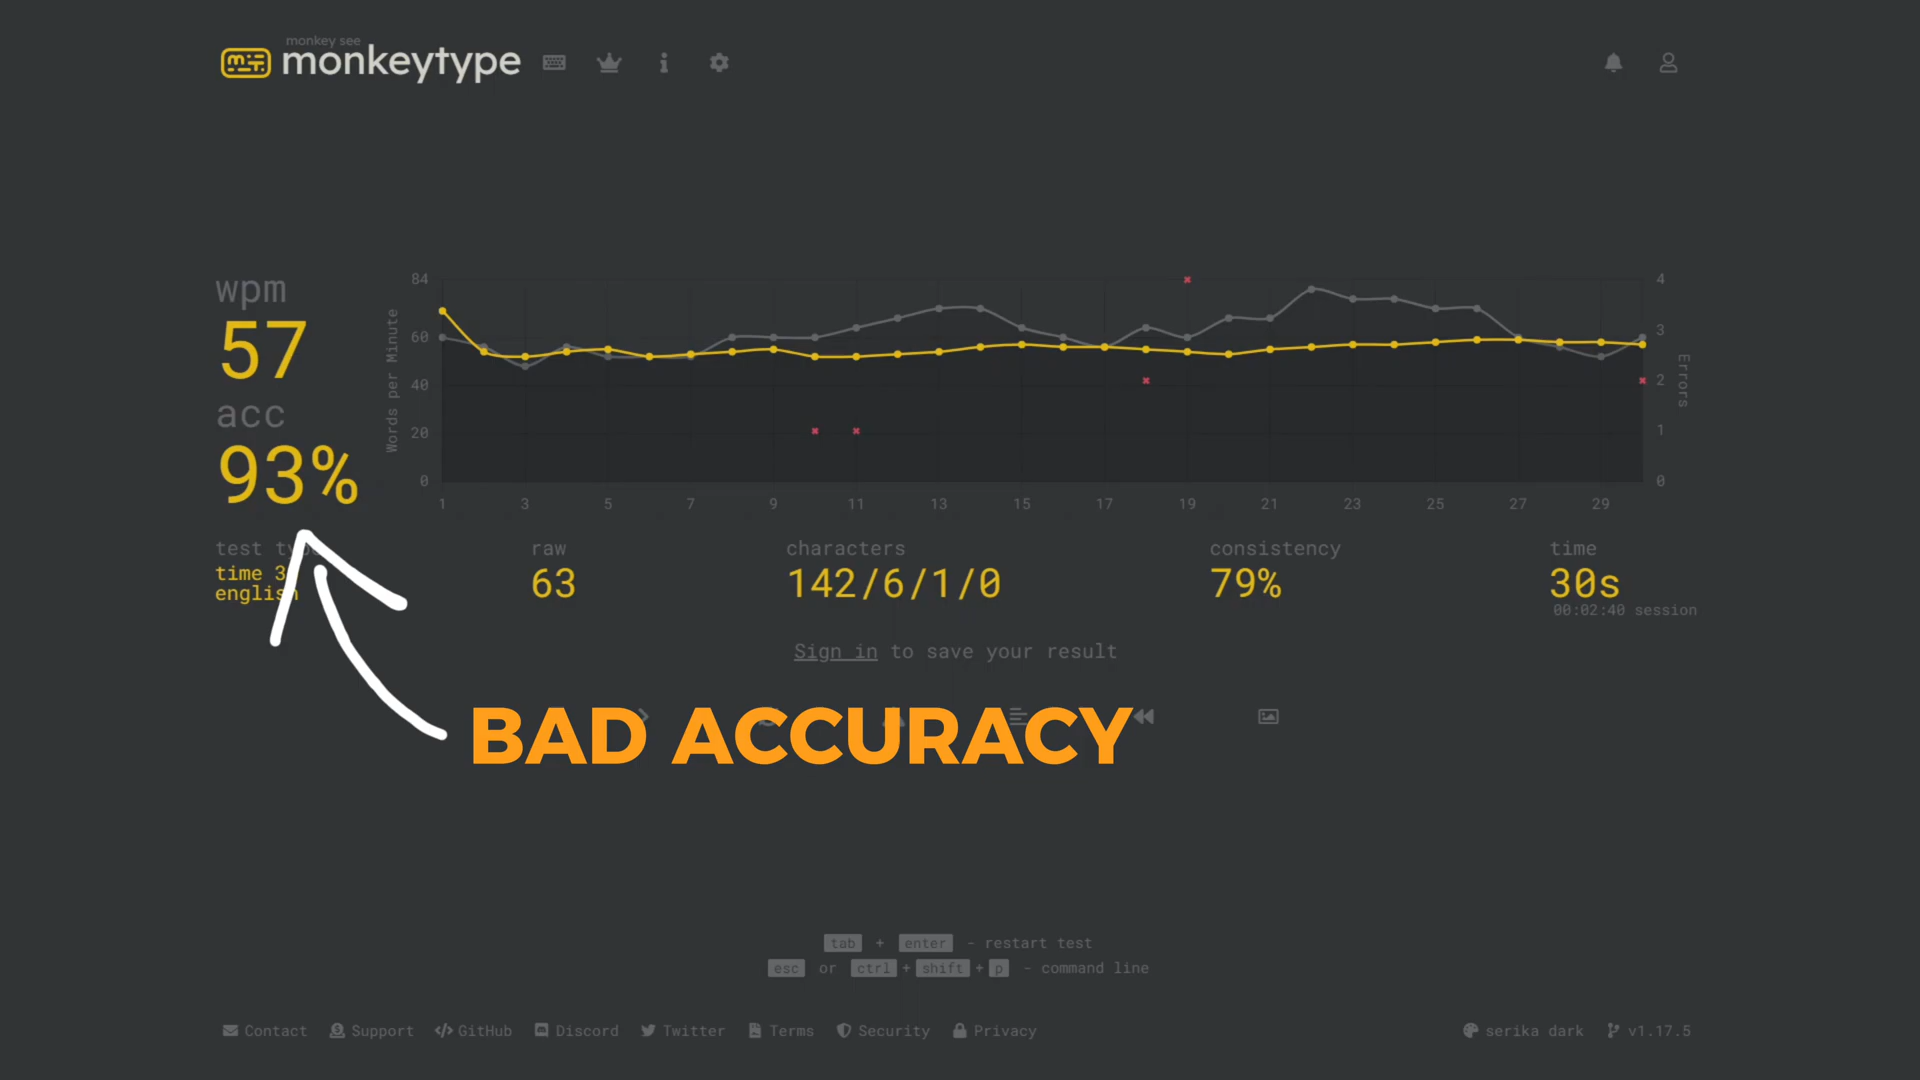 monkey see
monkeytype
wpm
57
acc
93%
Words per Minute
84
60
40
20
0
1 3 5 7 9 11 13 15 17 19 21 23 25 27 29
4
3
2
1
0
Errors
test
time
english
raw
63
characters
142/6/1/0
consistency
79%
time
30s
00:02:40 session
Sign in to save your result
BAD ACCURACY
tab + enter - restart test
esc or ctrl + shift + p - command line
Contact Support GitHub Discord Twitter Terms Security Privacy
serika dark v1.17.5